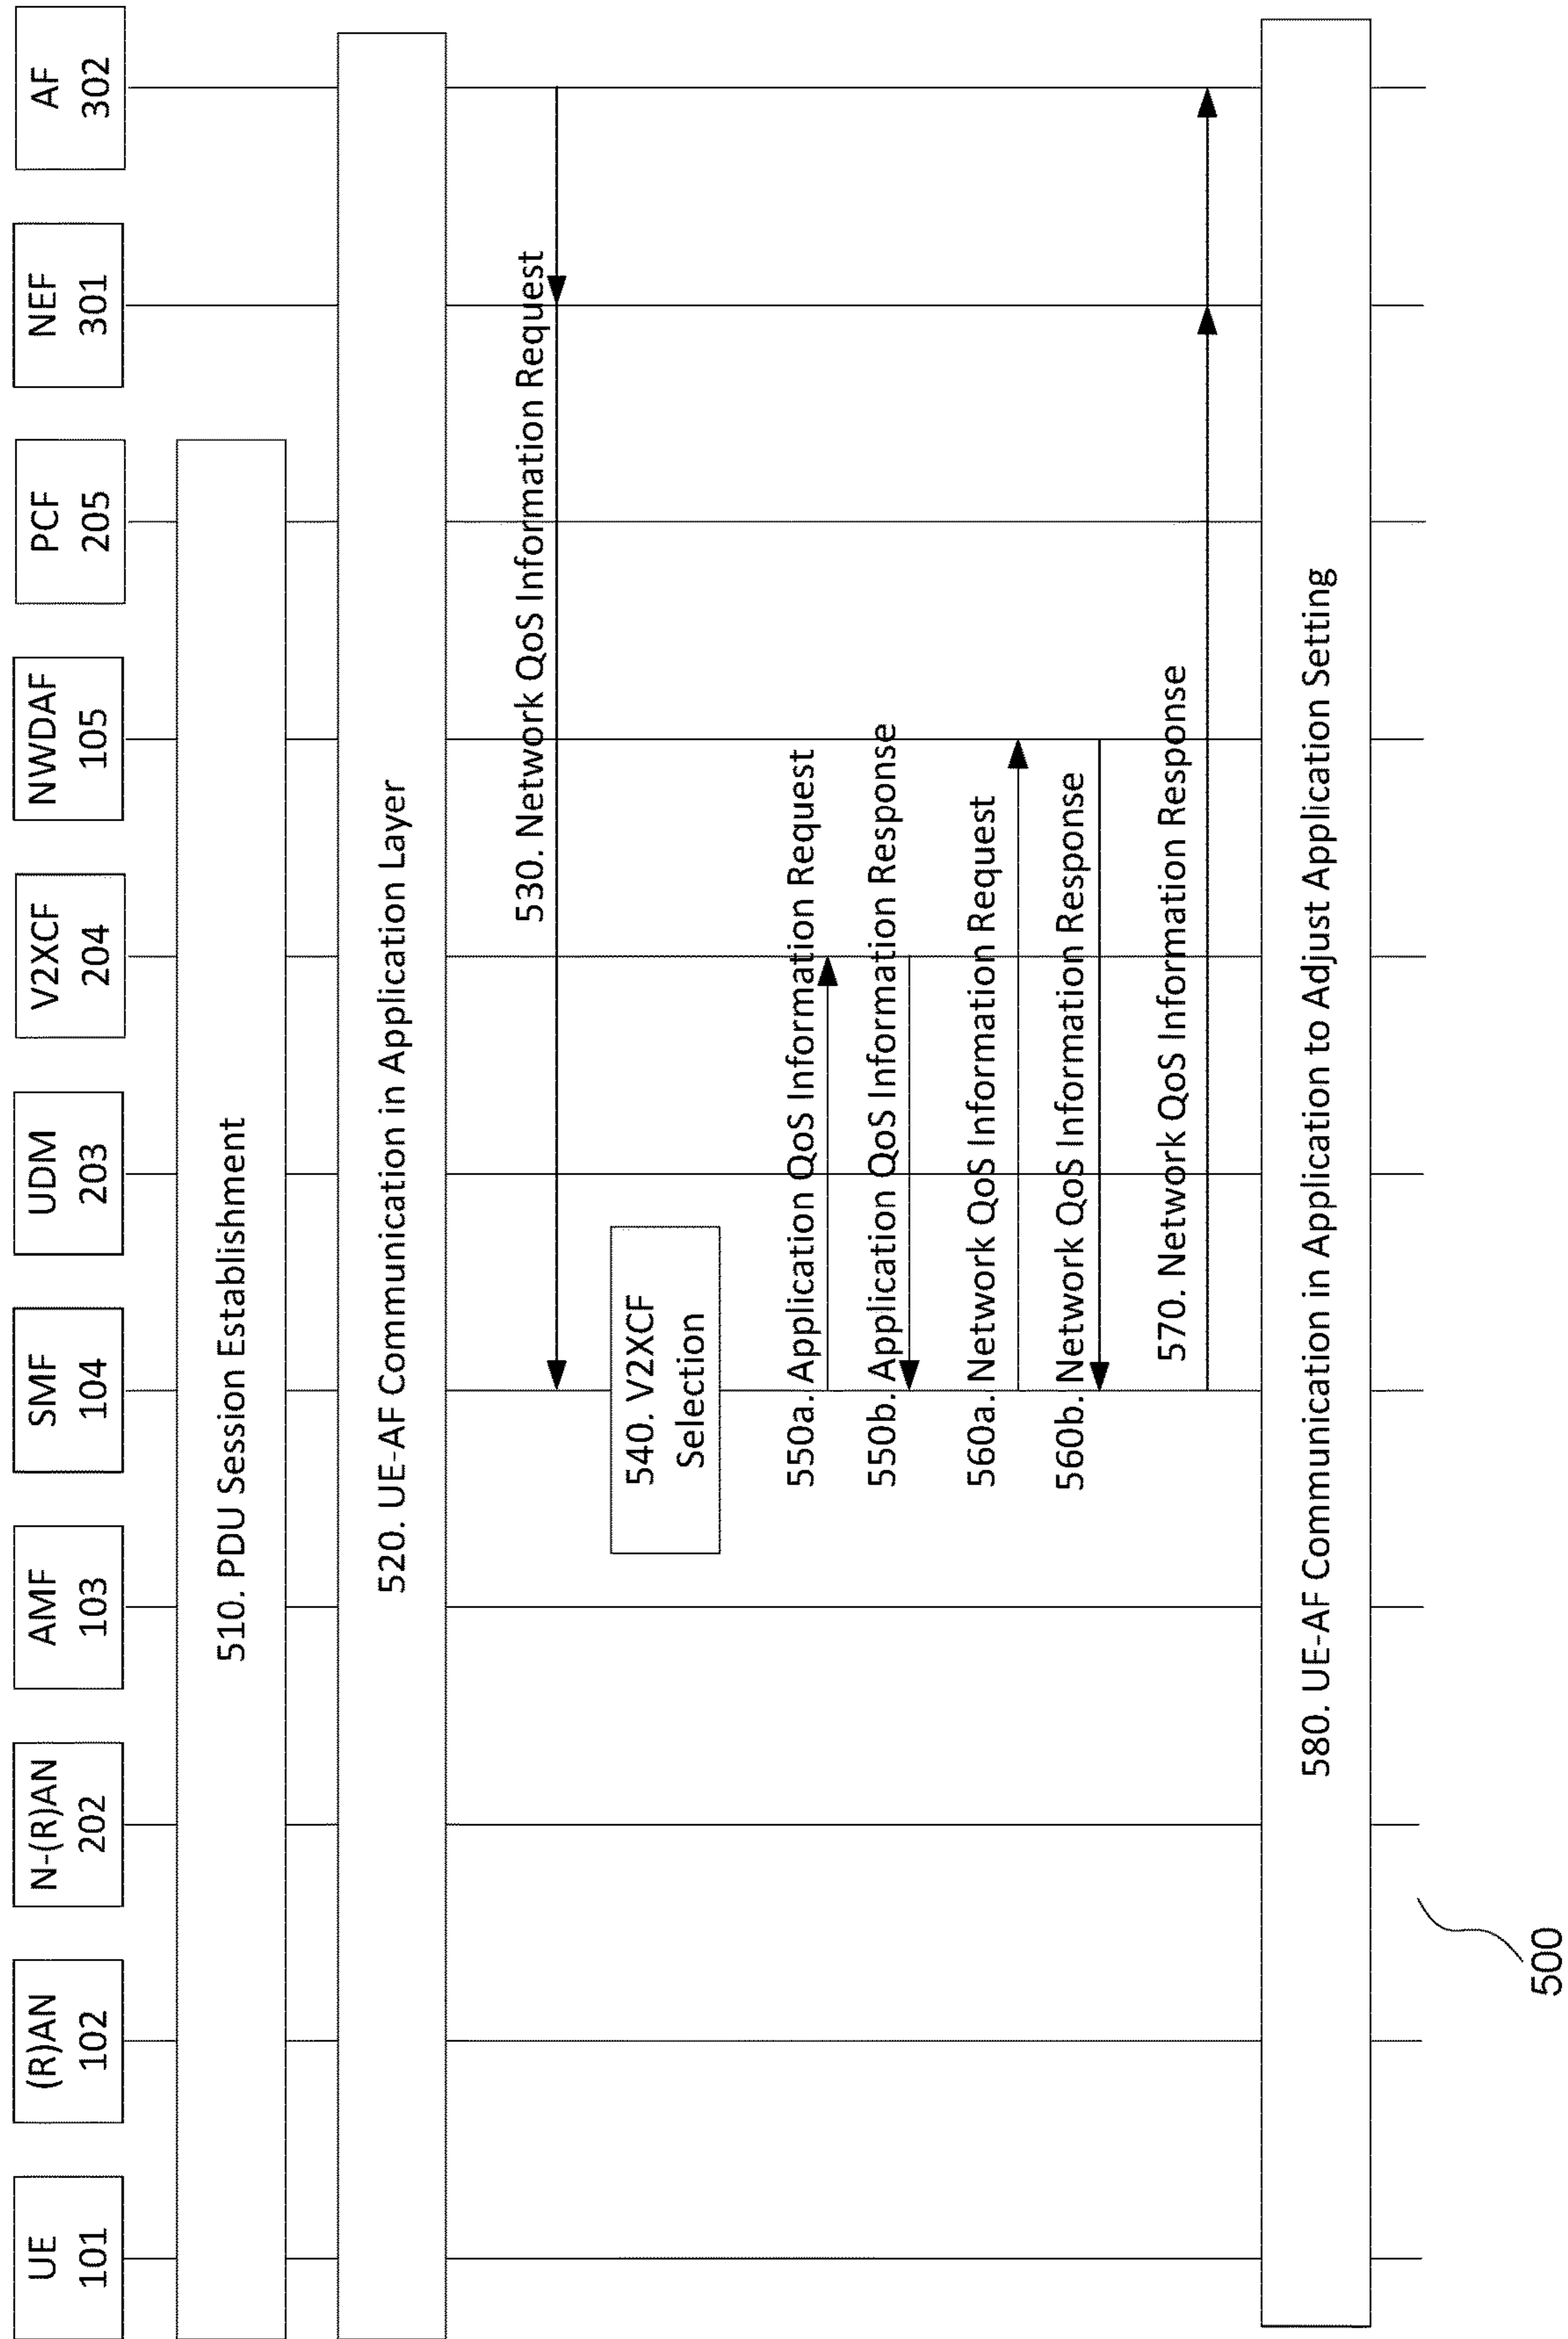 UE
101
(R)AN
102
N-(R)AN
202
AMF
103
SMF
104
UDM
203
V2XCF
204
NWDAF
105
PCF
205
NEF
301
AF
302
510. PDU Session Establishment
520. UE-AF Communication in Application Layer
530. Network QoS Information Request
540. V2XCF
Selection
550a. Application QoS Information Request
550b. Application QoS Information Response
560a. Network QoS Information Request
560b. Network QoS Information Response
570. Network QoS Information Response
580. UE-AF Communication in Application to Adjust Application Setting
500